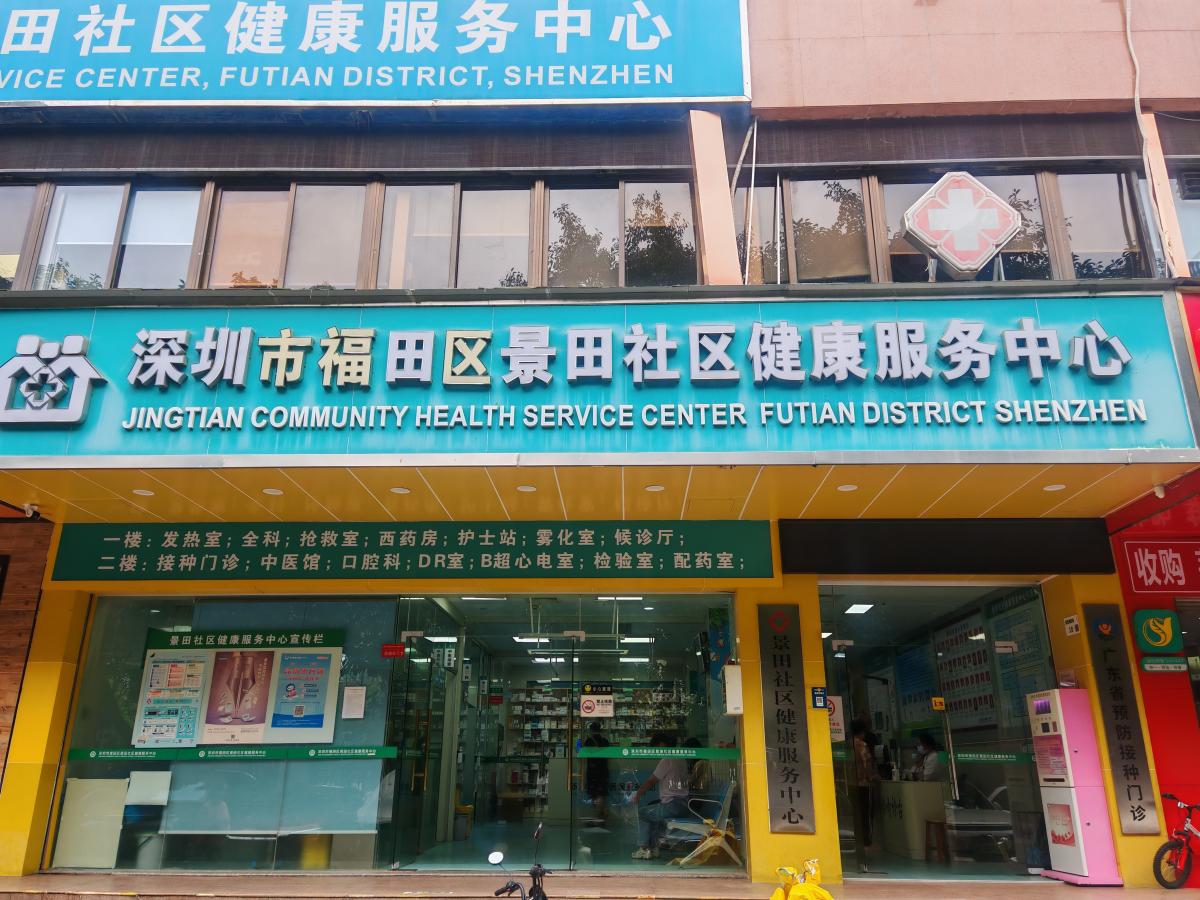 田社区健康服务中心
VICE CENTER, FUTIAN DISTRICT, SHENZHEN
深圳市福田区景田社区健康服务中心
JINGTIAN COMMUNITY HEALTH SERVICE CENTER FUTIAN DISTRICT SHENZHEN
一楼：发热室；全科；抢救室；西药房；护士站；雾化室；候诊厅；
二楼：接种门诊；中医馆；口腔科；DR室；B超心电室；检验室；配药室；
景田社区健康服务中心宣传栏
小心玻璃
景田社区健康服务中心
广东省预防接种门诊
收购